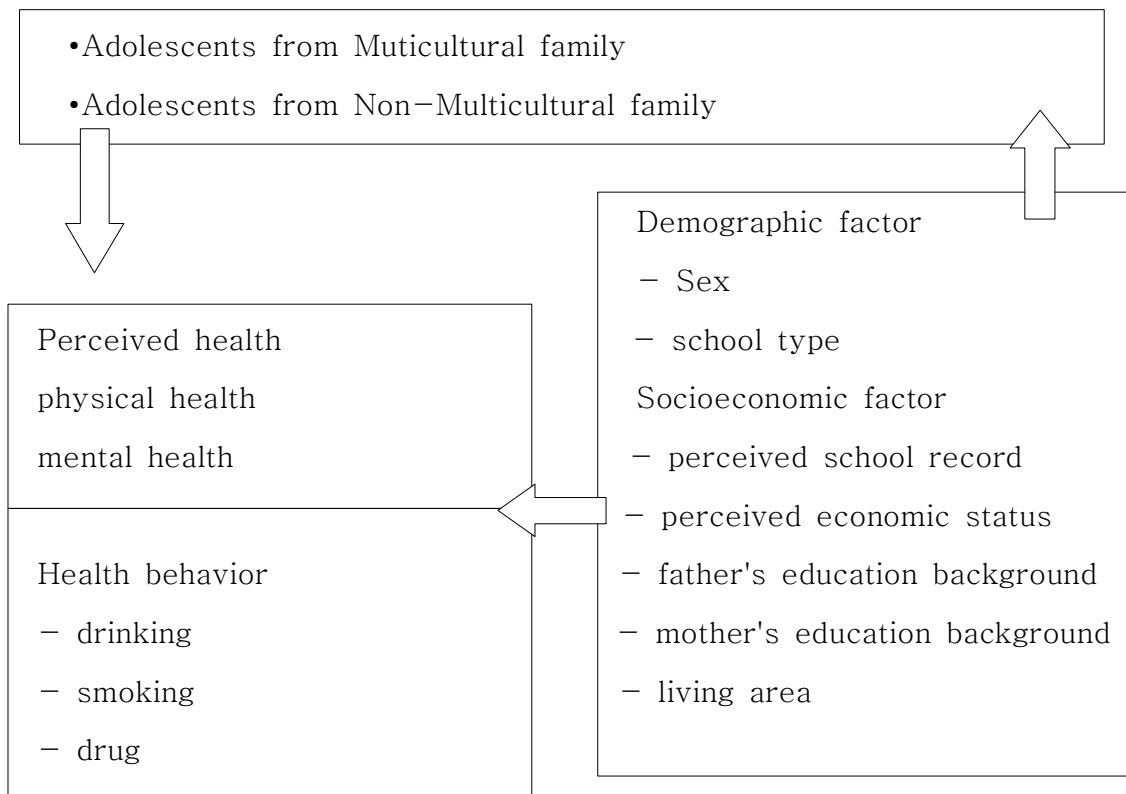 •Adolescents from Muticultural family
•Adolescents from Non-Multicultural family
Perceived health
physical health
mental health
Health behavior
- drinking
- smoking
- drug
Demographic factor
- Sex
- school type
Socioeconomic factor
- perceived school record
- perceived economic status
- father's education background
- mother's education background
- living area